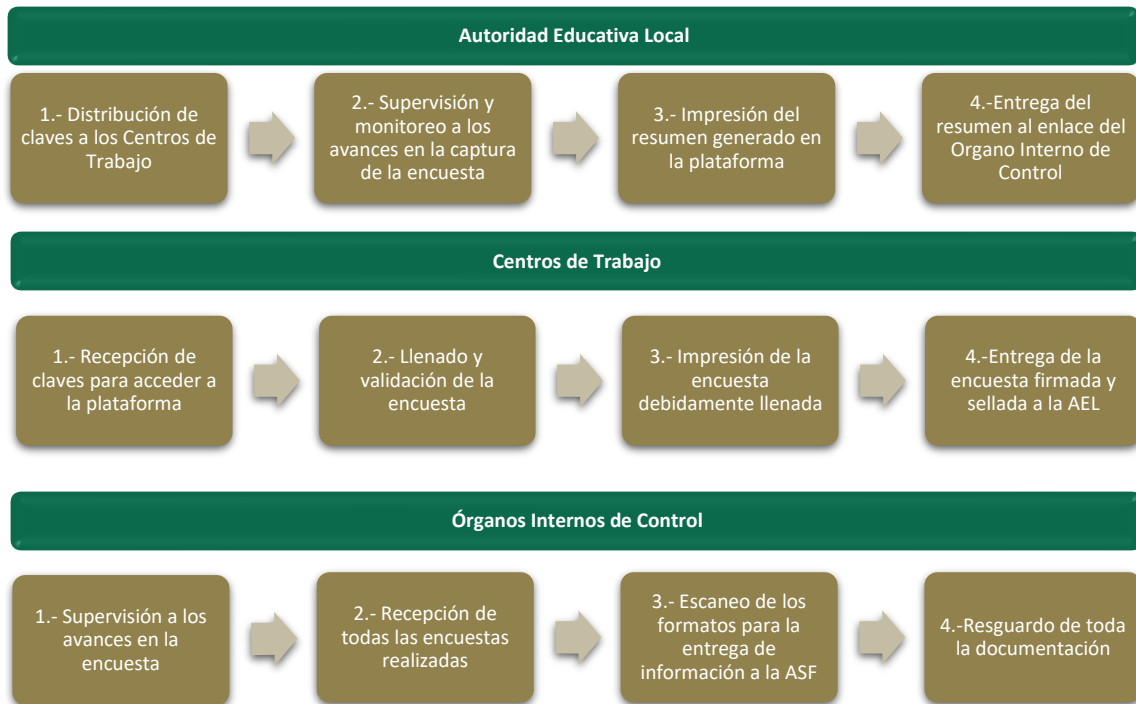 Autoridad Educativa Local
1.- Distribución de
claves a los Centros de
Trabajo
2.- Supervisión y
monitoreo a los
avances en la captura
de la encuesta
3.- Impresión del
resumen generado en
la plataforma
4.-Entrega del
resumen al enlace del
Organo Interno de
Control
Centros de Trabajo
1.- Recepción de
claves para acceder a
la plataforma
2.- Llenado y
validación de la
encuesta
3.- Impresión de la
encuesta
debidamente llenada
4.-Entrega de la
encuesta firmada y
sellada a la AEL
Órganos Internos de Control
1.- Supervisión a los
avances en la
encuesta
2.- Recepción de
todas las encuestas
realizadas
3.- Escaneo de los
formatos para la
entrega de
información a la ASF
4.-Resguardo de toda
la documentación